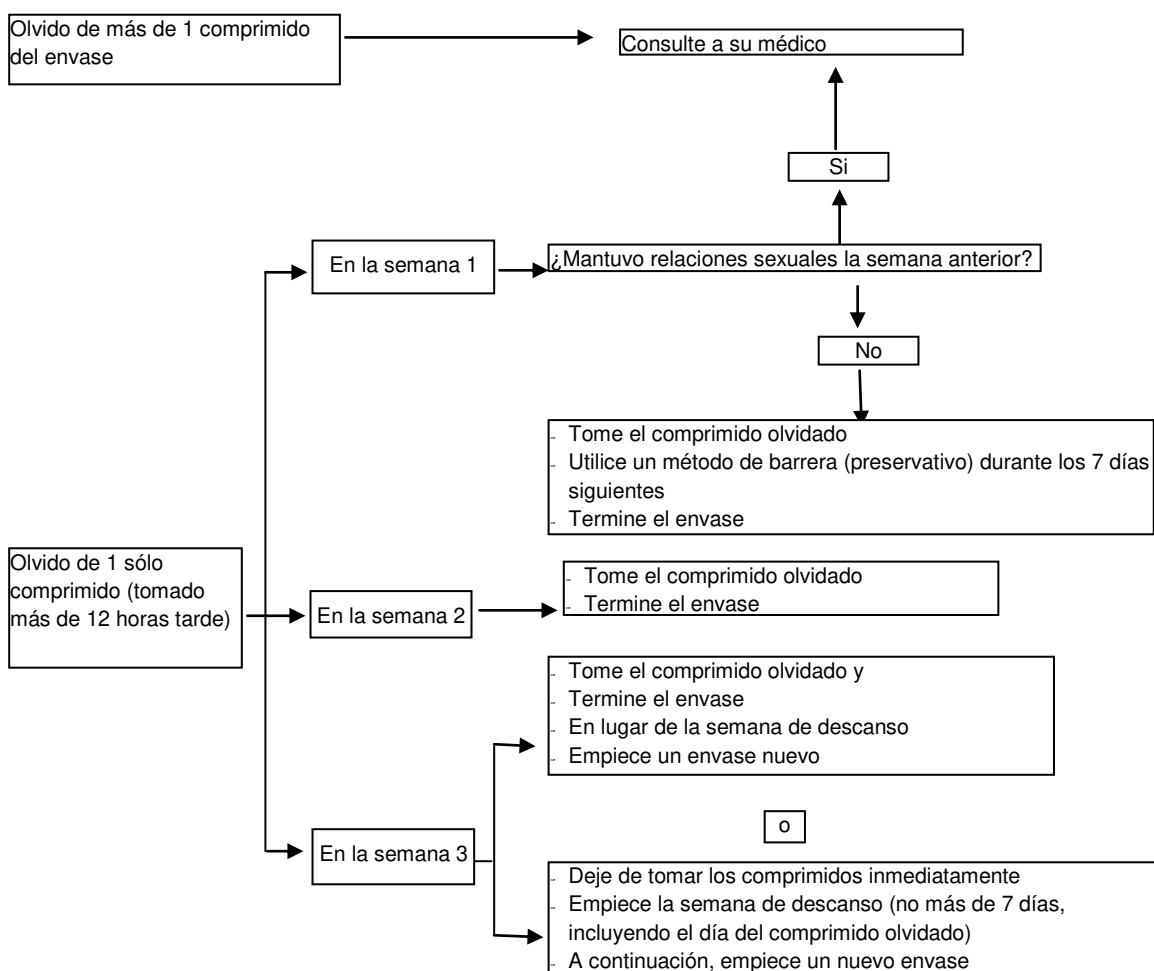 Olvido de más de 1 comprimido
del envase
Consulte a su médico
Si
En la semana 1
¿Mantuvo relaciones sexuales la semana anterior?
No
- Tome el comprimido olvidado
- Utilice un método de barrera (preservativo) durante los 7 días
siguientes
- Termine el envase
Olvido de 1 sólo
comprimido (tomado
más de 12 horas tarde)
En la semana 2
- Tome el comprimido olvidado
- Termine el envase
- Tome el comprimido olvidado y
- Termine el envase
- En lugar de la semana de descanso
- Empiece un envase nuevo
o
En la semana 3
- Deje de tomar los comprimidos inmediatamente
- Empiece la semana de descanso (no más de 7 días,
incluyendo el día del comprimido olvidado)
- A continuación, empiece un nuevo envase